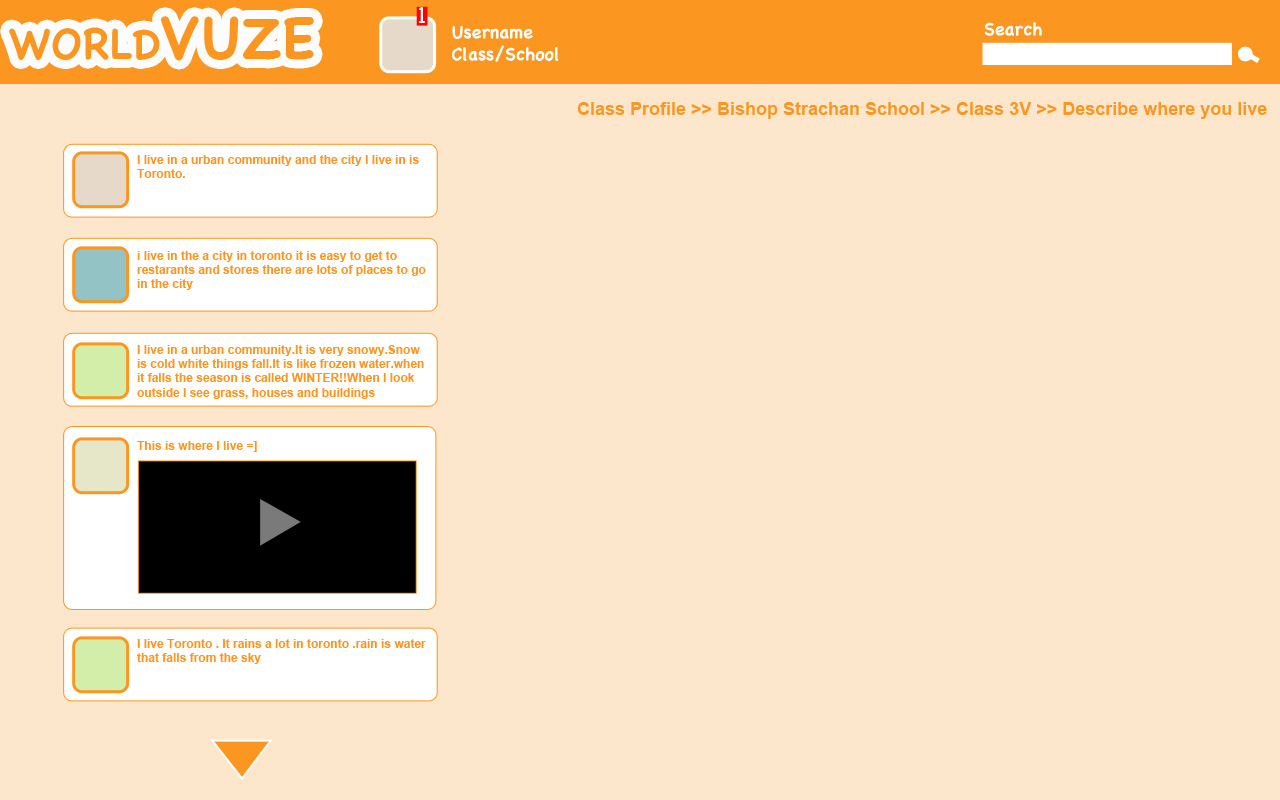 WORLDVUZE
1
Username
Class/School
Search
Class Profile >> Bishop Strachan School >> Class 3V >> Describe where you live
I live in a urban community and the city I live in is
Toronto.
i live in the a city in toronto it is easy to get to
restarants and stores there are lots of places to go
in the city
I live in a urban community.It is very snowy.Snow
is cold white things fall.It is like frozen water.when
it falls the season is called WINTER!!When I look
outside I see grass, houses and buildings
This is where I live =]
I live Toronto . It rains a lot in toronto .rain is water
that falls from the sky